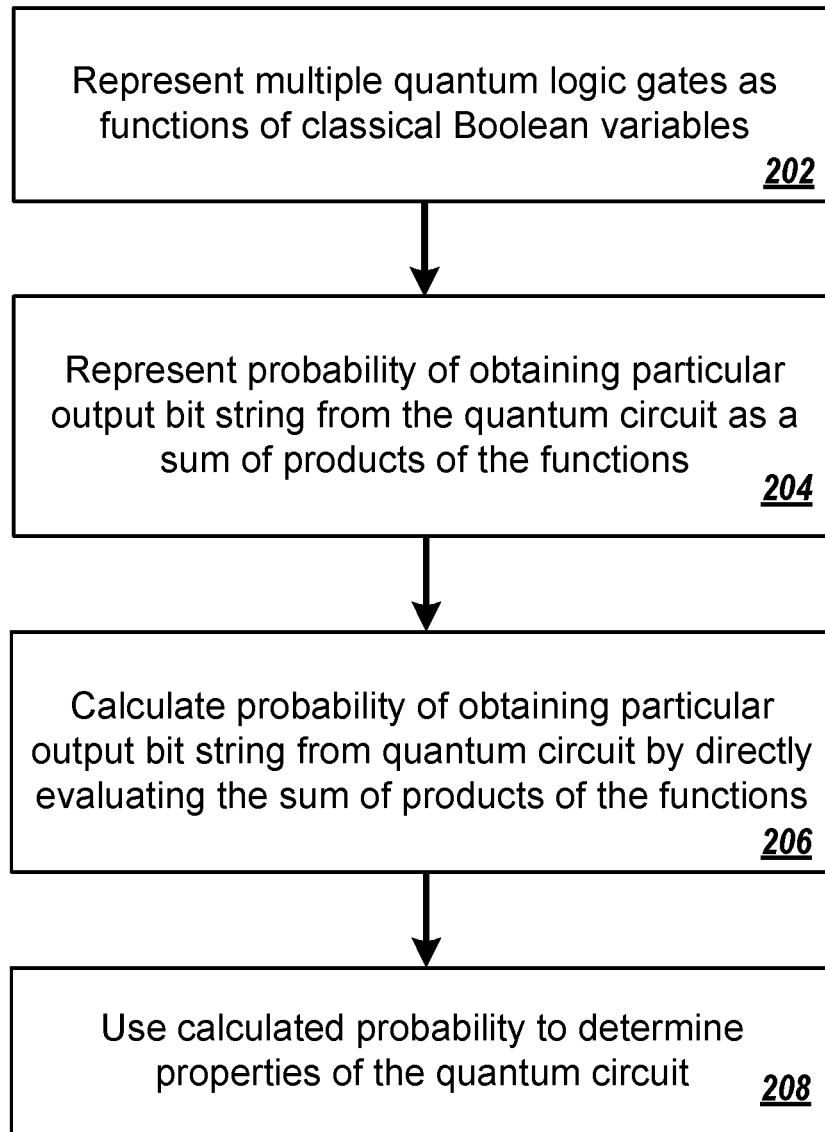 Represent multiple quantum logic gates as
functions of classical Boolean variables
202
Represent probability of obtaining particular
output bit string from the quantum circuit as a
sum of products of the functions
204
Calculate probability of obtaining particular
output bit string from quantum circuit by directly
evaluating the sum of products of the functions
206
Use calculated probability to determine
properties of the quantum circuit
208